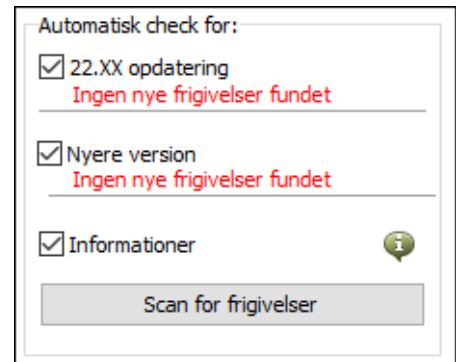 Automatisk check for:
22.XX opdatering
Ingen nye frigivelser fundet
Nyere version
Ingen nye frigivelser fundet
Informationer
Scan for frigivelser